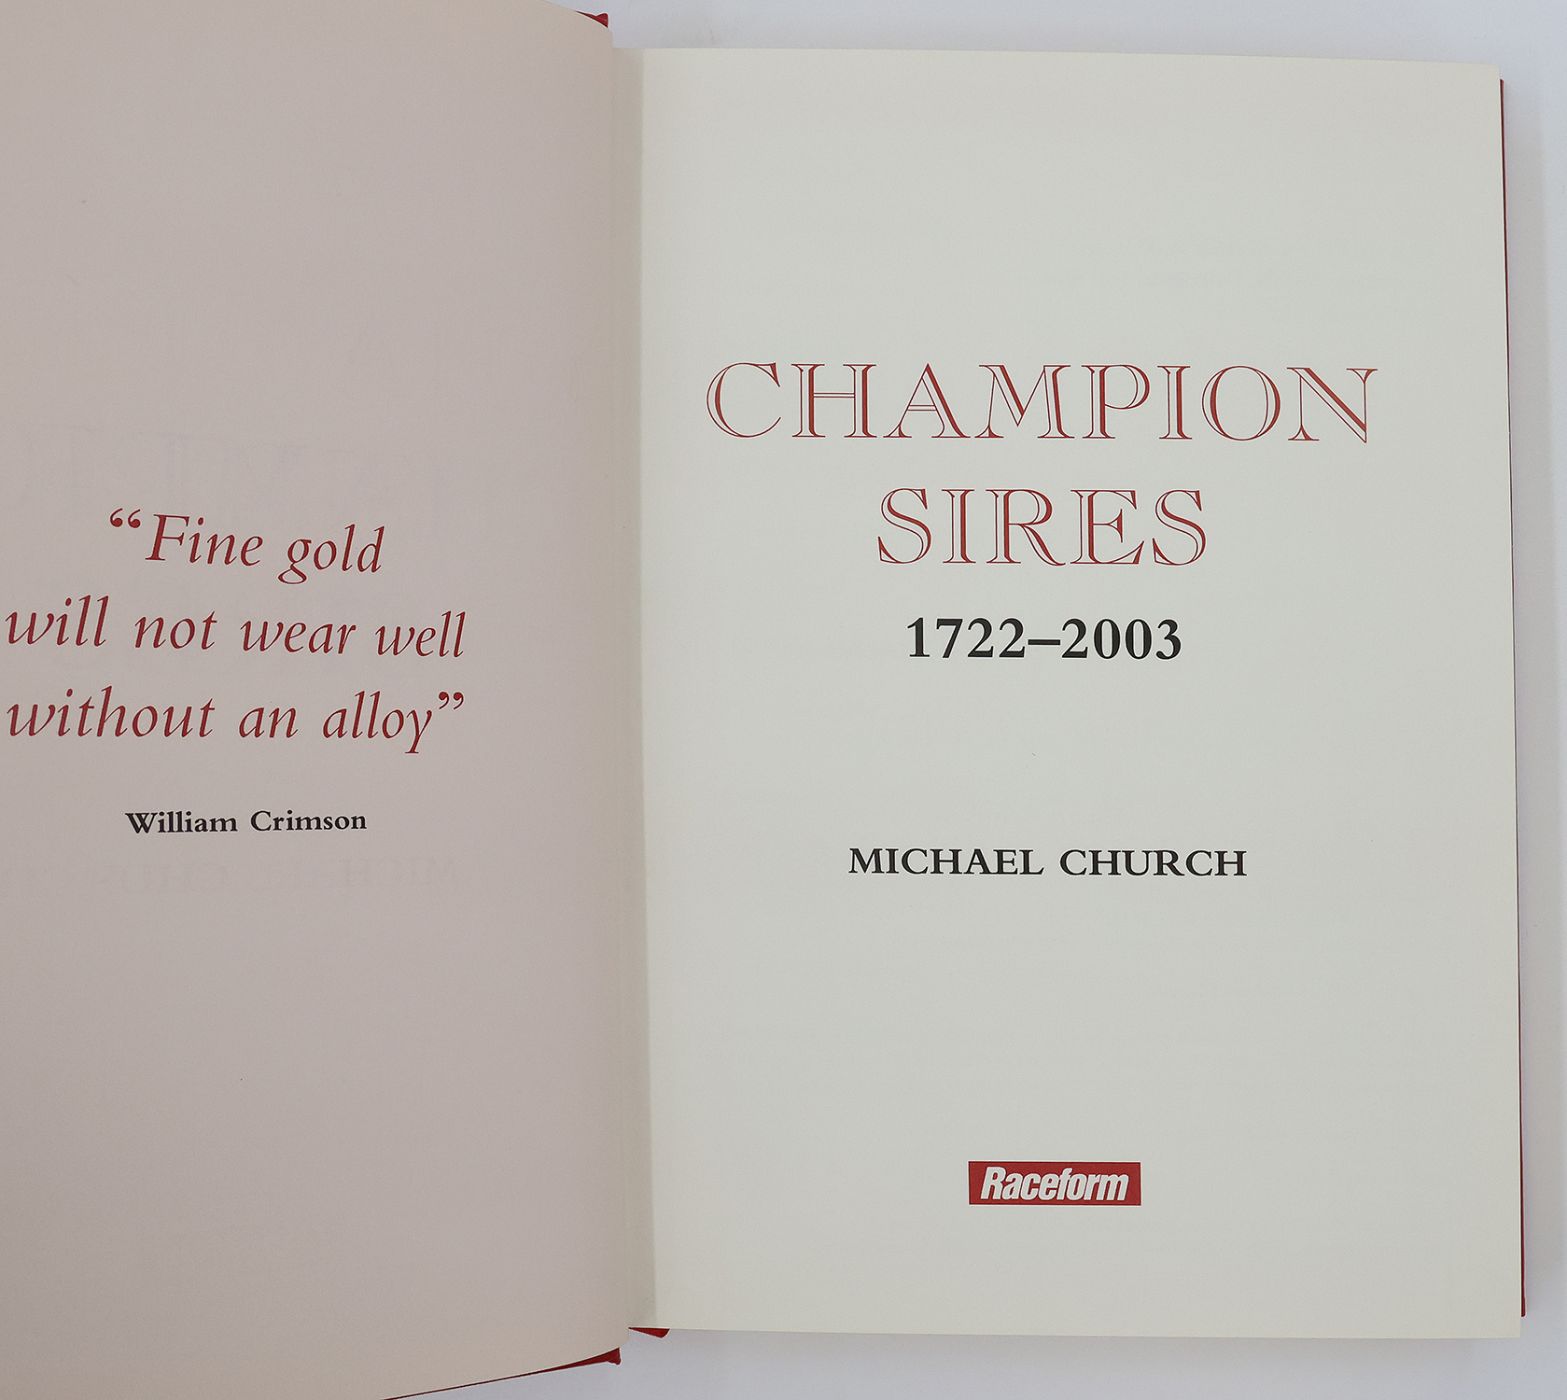 “Fine gold
will not wear well
without an alloy”
William Crimson
CHAMPION
SIRES
1722–2003
MICHAEL CHURCH
Raceform